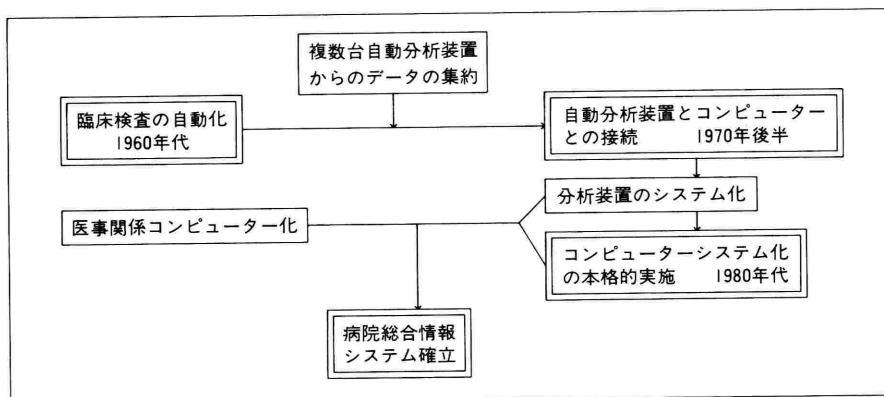 複数台自動分析装置
からのデータの集約
臨床検査の自動化
1960年代
自動分析装置とコンピューター
との接続　1970年後半
分析装置のシステム化
医事関係コンピューター化
コンピューターシステム化
の本格的実施　1980年代
病院総合情報
システム確立